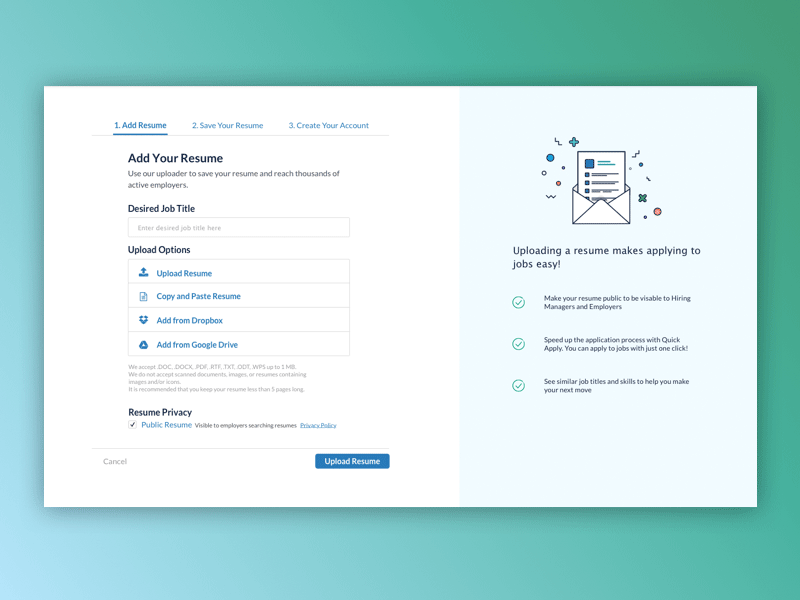 1. Add Resume
2. Save Your Resume
3. Create Your Account
Add Your Resume
Use our uploader to save your resume and reach thousands of
active employers.
Desired Job Title
Enter desired job title here
Upload Options
Upload Resume
Copy and Paste Resume
Add from Dropbox
Add from Google Drive
We accept .DOC, .DOCX, .PDF, .RTF, .TXT, .ODT, .WPS up to 1 MB.
We do not accept scanned documents, images, or resumes containing
images and/or icons.
It is recommended that you keep your resume less than 5 pages long.
Resume Privacy
Public Resume Visible to employers searching resumes Privacy Policy
Cancel
Upload Resume
Uploading a resume makes applying to
jobs easy!
Make your resume public to be visable to Hiring
Managers and Employers
Speed up the application process with Quick
Apply. You can apply to jobs with just one click!
See similar job titles and skills to help you make
your next move